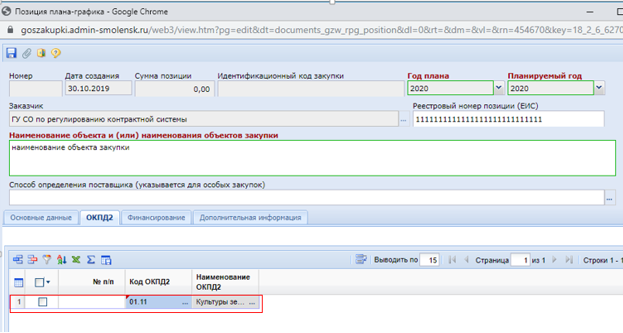 Позиция плана-графика - Google Chrome
goszakupki.admin-smolensk.ru/web3/view.htm?pg=edit&dt=documents_gzw_rpg_position&dl=0&rt=&dm=&vl=&rn=454670&key=18_2_6_6270
Номер Дата создания Сумма позиции Идентификационный код закупки Год плана Планируемый год
30.10.2019 0,00 2020 2020
Заказчик Реестровый номер позиции (ЕИС)
ГУ СО по регулированию контрактной системы ...
Наименование объекта и (или) наименования объектов закупки
наименование объекта закупки
Способ определения поставщика (указывается для особых закупок)
...
Основные данные ОКПД2 Финансирование Дополнительная информация
Выводить по 15 Страница 1 из 1 Строки 1 - 1
№ п/п Код ОКПД2 Наименование
ОКПД2
1 01.11 ... Культуры зе... ...